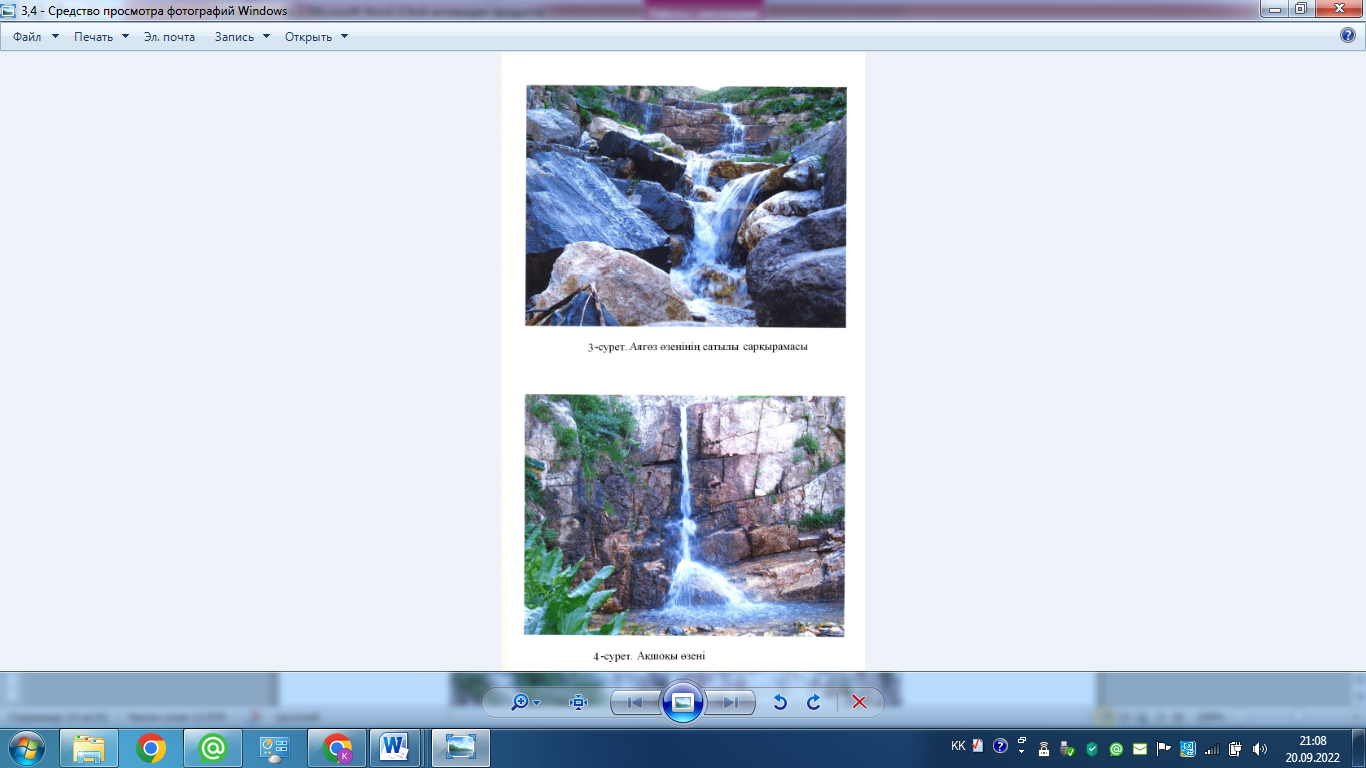 3,4 - Средство просмотра фотографий Windows
Файл Печать Эл. почта Запись Открыть
3-сурет. Аягөз өзенінің сатылы сарқырамасы
4-сурет. Ақшоқы өзені
KK 21:08
20.09.2022